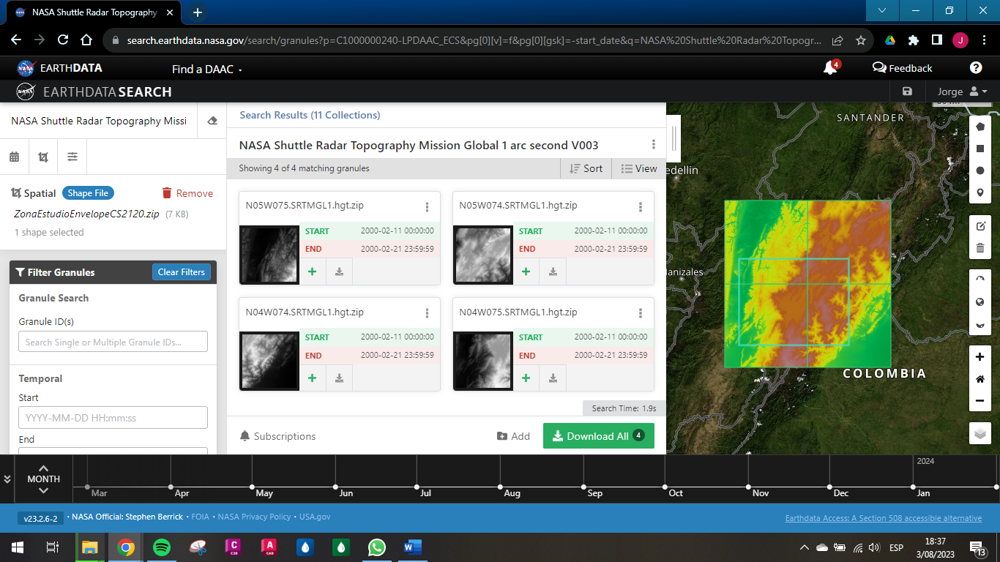 NASA Shuttle Radar Topography
search.earthdata.nasa.gov/search/granules?p=C1000000240-LPDAAC_ECS&pg[0][v]=f&pg[0][gsk]=-start_date&q=NASA%20Shuttle%20Radar%20Topogr...
J
NASA
EARTHDATA
Find a DAAC
4
Feedback
EARTHDATA SEARCH
Jorge
NASA Shuttle Radar Topography Missi
Search Results (11 Collections)
SANTANDER
NASA Shuttle Radar Topography Mission Global 1 arc second V003
Showing 4 of 4 matching granules
Sort
View
edellin
Spatial
Shape File
Remove
ZonaEstudioEnvelopeCS2120.zip (7 KB)
1 shape selected
N05W075.SRTMGL1.hgt.zip
START 2000-02-11 00:00:00
END 2000-02-21 23:59:59
N05W074.SRTMGL1.hgt.zip
START 2000-02-11 00:00:00
END 2000-02-21 23:59:59
anizales
Filter Granules
Clear Filters
Granule Search
Granule ID(s)
Search Single or Multiple Granule IDs...
N04W074.SRTMGL1.hgt.zip
START 2000-02-11 00:00:00
END 2000-02-21 23:59:59
N04W075.SRTMGL1.hgt.zip
START 2000-02-11 00:00:00
END 2000-02-21 23:59:59
COLOMBIA
Temporal
Start
YYYY-MM-DD HH:mm:ss
End
Search Time: 1.9s
Subscriptions
Add
Download All 4
2024
MONTH
Mar Apr May Jun Jul Aug Sep Oct Nov Dec Jan
v23.2.6-2 • NASA Official: Stephen Berrick • FOIA • NASA Privacy Policy • USA.gov
Earthdata Access: A Section 508 accessible alternative
C
C3D
A
CAD
W
ESP
18:37
3/08/2023
13